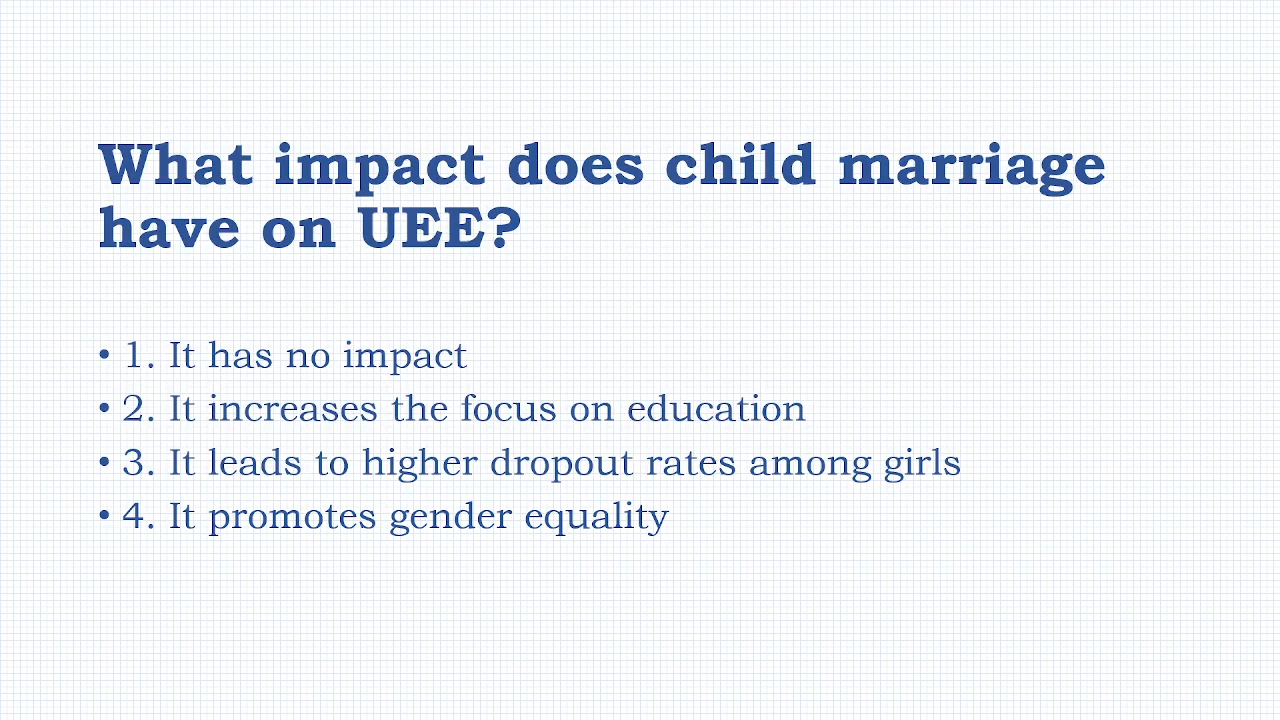 What impact does child marriage
have on UEE?
• 1. It has no impact
• 2. It increases the focus on education
• 3. It leads to higher dropout rates among girls
• 4. It promotes gender equality